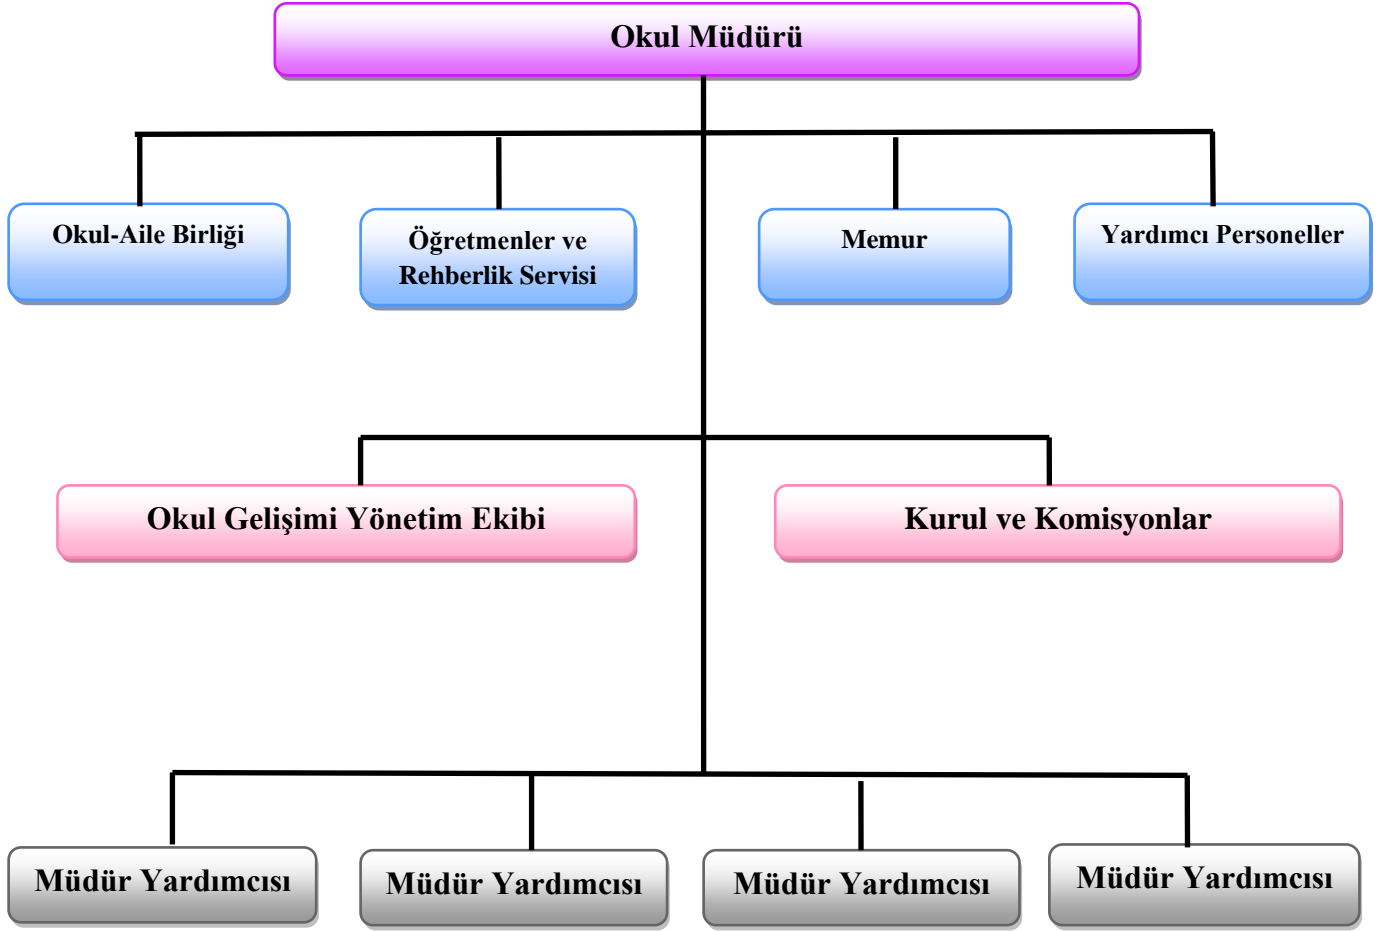 Okul Müdürü
Okul-Aile Birliği
Öğretmenler ve
Rehberlik Servisi
Memur
Yardımcı Personeller
Okul Gelişimi Yönetim Ekibi
Kurul ve Komisyonlar
Müdür Yardımcısı
Müdür Yardımcısı
Müdür Yardımcısı
Müdür Yardımcısı